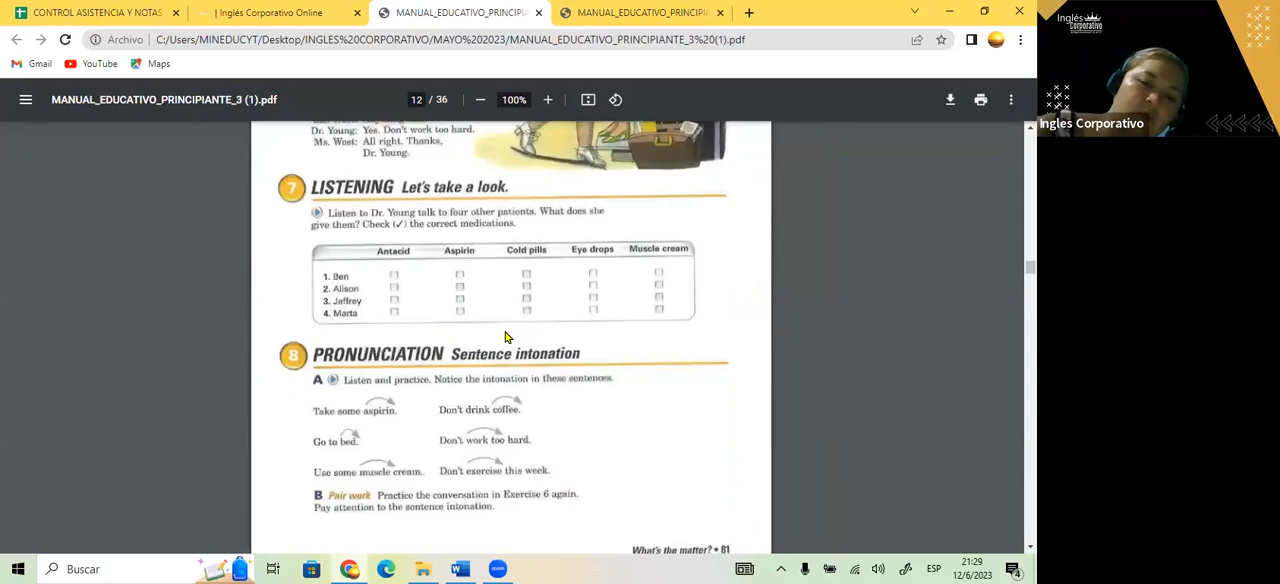 CONTROL ASISTENCIA Y NOTAS
| Inglés Corporativo Online
MANUAL_EDUCATIVO_PRINCIPIA
MANUAL_EDUCATIVO_PRINCIPIA
Archivo
C:/Users/MINEDUCYT/Desktop/INGLES%20CORPORATIVO/MAYO%202023/MANUAL_EDUCATIVO_PRINCIPIANTE_3%20(1).pdf
Gmail
YouTube
Maps
MANUAL_EDUCATIVO_PRINCIPIANTE_3 (1).pdf
12 / 36
100%
Dr. Young: Yes. Don't work too hard.
Ms. West: All right. Thanks,
Dr. Young.
7 LISTENING Let's take a look.
Listen to Dr. Young talk to four other patients. What does she
give them? Check (✓) the correct medications.
Antacid Aspirin Cold pills Eye drops Muscle cream
1. Ben
2. Alison
3. Jeffrey
4. Marta
8 PRONUNCIATION Sentence intonation
A Listen and practice. Notice the intonation in these sentences.
Take some aspirin. Don't drink coffee.
Go to bed. Don't work too hard.
Use some muscle cream. Don't exercise this week.
B Pair work Practice the conversation in Exercise 6 again.
Pay attention to the sentence intonation.
What's the matter? • 81
Inglés
Corporativo
Ingles Corporativo
Buscar
ESP
21:29
12/6/2023
4